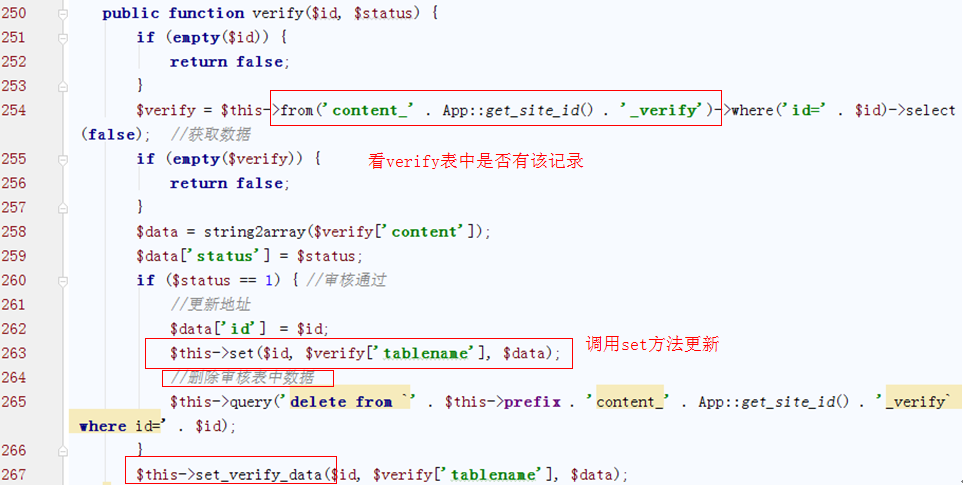 250 public function verify($id, $status) {
251 if (empty($id)) {
252 return false;
253 }
254 $verify = $this->from('content_' . App::get_site_id() . '_verify')->where('id=' . $id)->select
(false); //获取数据
255 if (empty($verify)) { 看verify表中是否有该记录
256 return false;
257 }
258 $data = string2array($verify['content']);
259 $data['status'] = $status;
260 if ($status == 1) { //审核通过
261 //更新地址
262 $data['id'] = $id;
263 $this->set($id, $verify['tablename'], $data); 调用set方法更新
264 //删除审核表中数据
265 $this->query('delete from `' . $this->prefix . 'content_' . App::get_site_id() . '_verify`
where id=' . $id);
266 }
267 $this->set_verify_data($id, $verify['tablename'], $data);